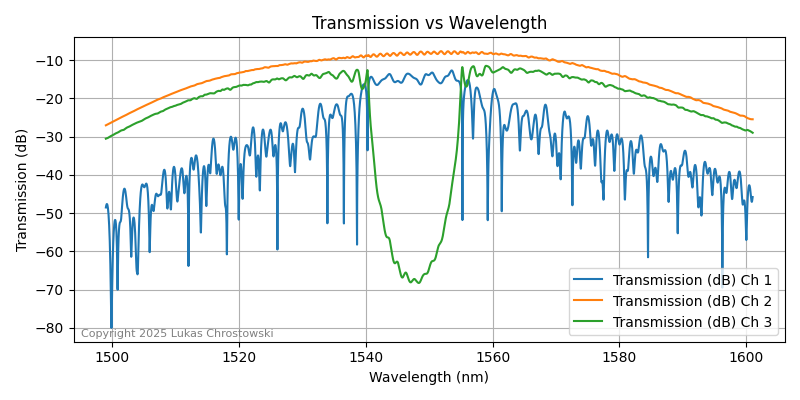 Transmission vs Wavelength
Transmission (dB)
−10
−20
−30
−40
−50
−60
−70
−80
Transmission (dB) Ch 1
Transmission (dB) Ch 2
Transmission (dB) Ch 3
Copyright 2025 Lukas Chrostowski
1500
1520
1540
1560
1580
1600
Wavelength (nm)